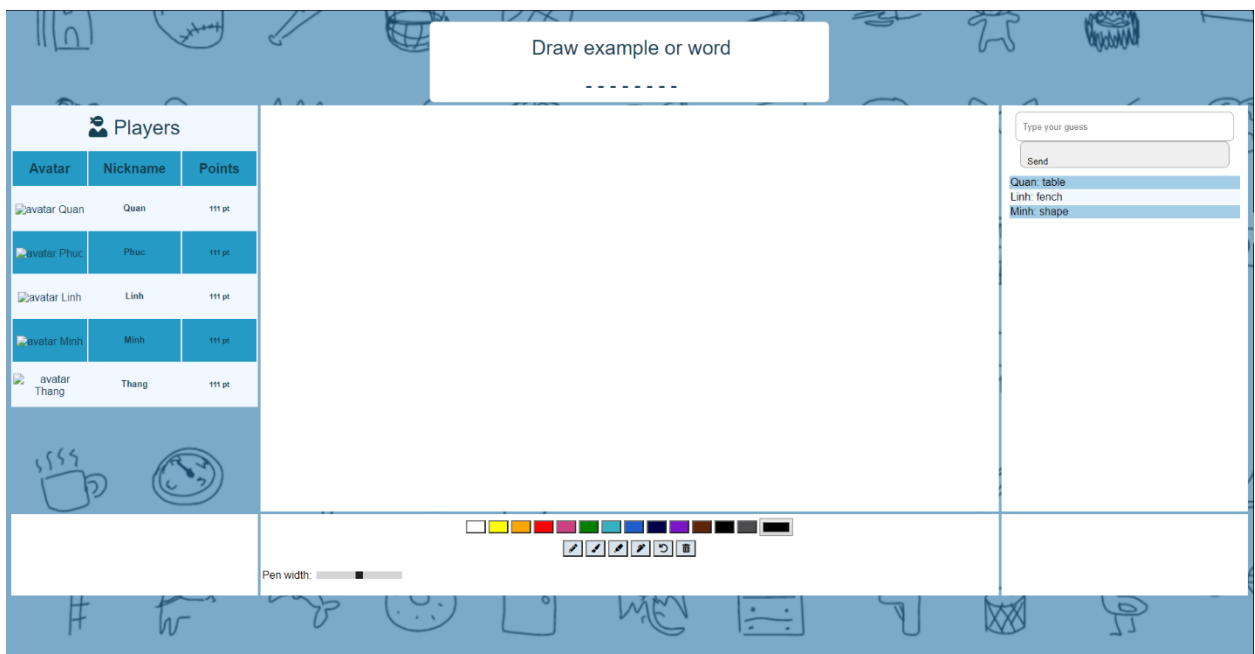 Draw example or word
- - - - - - - -
Players
Avatar Nickname Points
avatar Quan Quan 111 pt
avatar Phuc Phuc 111 pt
avatar Linh Linh 111 pt
avatar Minh Minh 111 pt
avatar Thang Thang 111 pt
Type your guess
Send
Quan: table
Linh: fench
Minh: shape
Pen width: